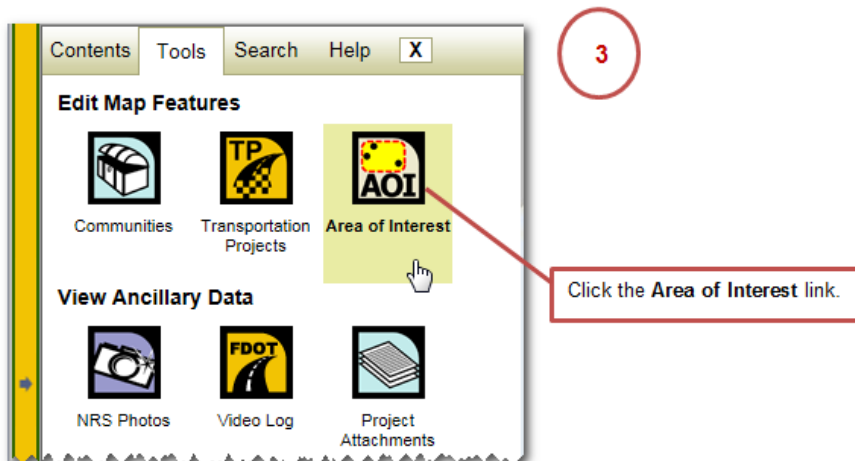 Contents Tools Search Help X
3
Edit Map Features
TP
AOI
Communities Transportation Projects Area of Interest
Click the Area of Interest link.
View Ancillary Data
FDOT
NRS Photos Video Log Project Attachments